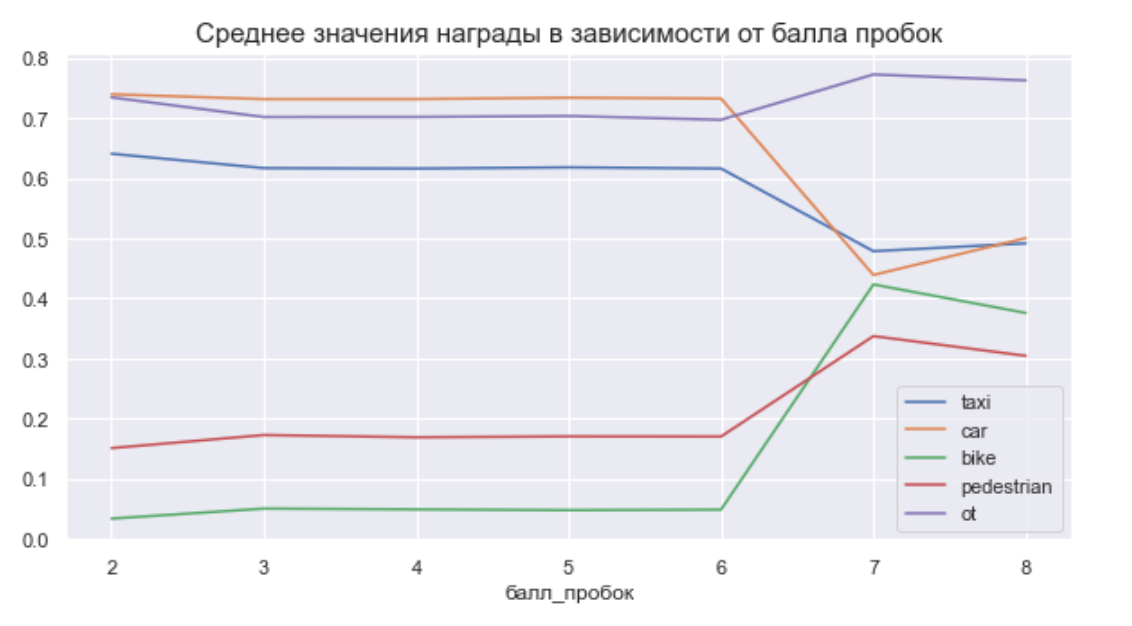 Среднее значения награды в зависимости от балла пробок
0.8
0.7
0.6
0.5
0.4
0.3
0.2
0.1
0.0
taxi
car
bike
pedestrian
ot
2 3 4 5 6 7 8
балл_пробок